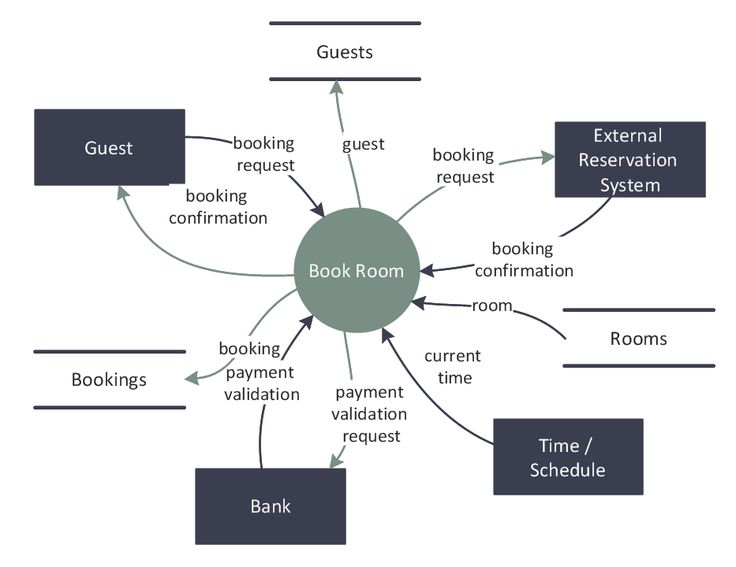 Guests
Guest
booking
request
guest
booking
request
External
Reservation
System
booking
confirmation
Book Room
booking
confirmation
room
Rooms
booking
payment
validation
payment
validation
request
current
time
Bookings
Time /
Schedule
Bank